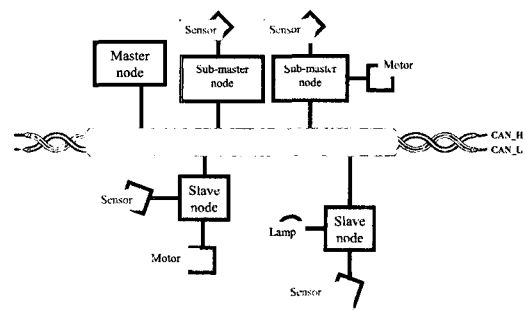 Sensor
Sensor
Master
node
Sub-master
node
Sub-master
node
Motor
CAN_H
CAN_L
Sensor
Slave
node
Motor
Lamp
Slave
node
Sensor